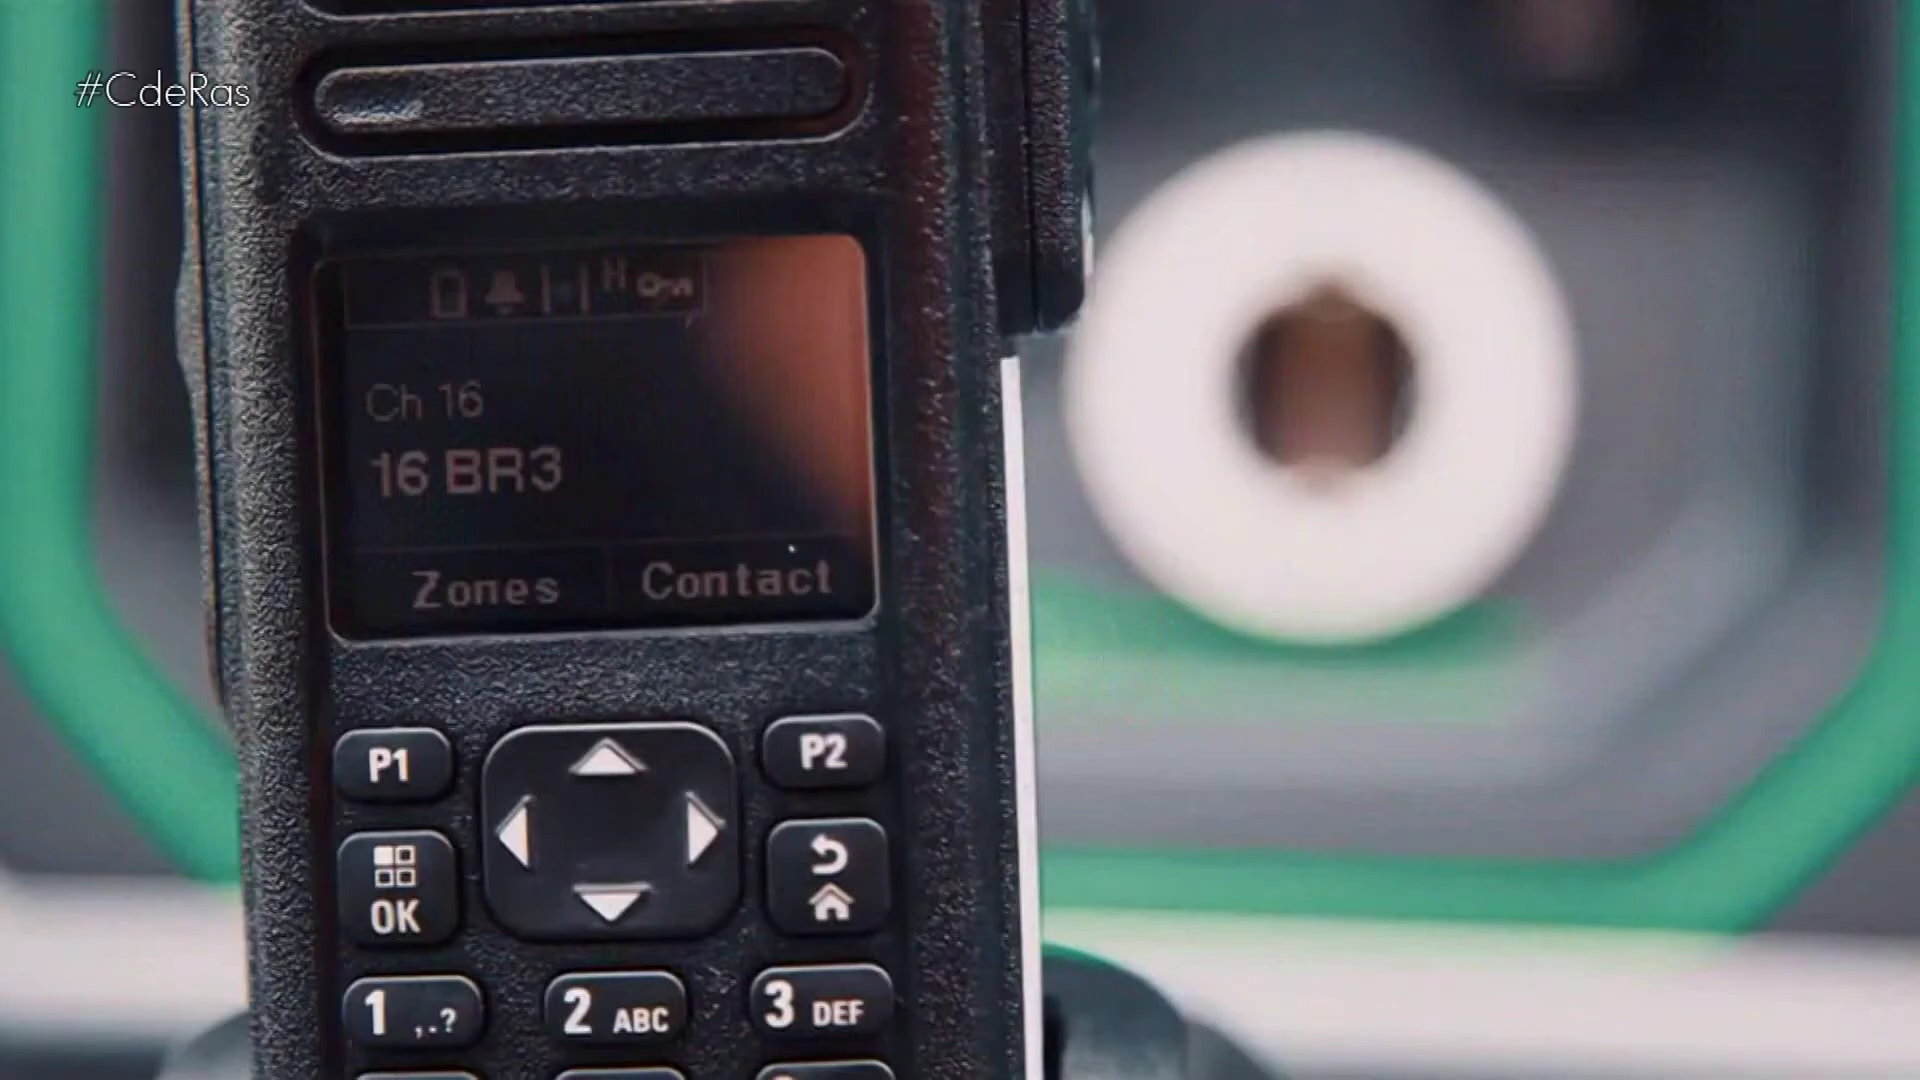 #CdeRas
H
Ch 16
16 BR3
Zones Contact
P1 P2
OK
1 ,.? 2 ABC 3 DEF